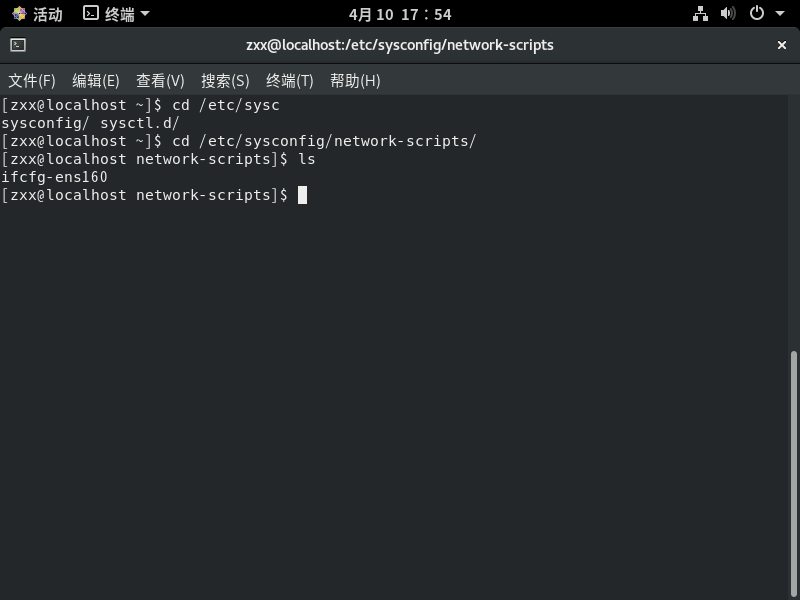 活动 终端 4月 10 17：54
zxx@localhost:/etc/sysconfig/network-scripts
文件(F) 编辑(E) 查看(V) 搜索(S) 终端(T) 帮助(H)
[zxx@localhost ~]$ cd /etc/sysc
sysconfig/ sysctl.d/
[zxx@localhost ~]$ cd /etc/sysconfig/network-scripts/
[zxx@localhost network-scripts]$ ls
ifcfg-ens160
[zxx@localhost network-scripts]$